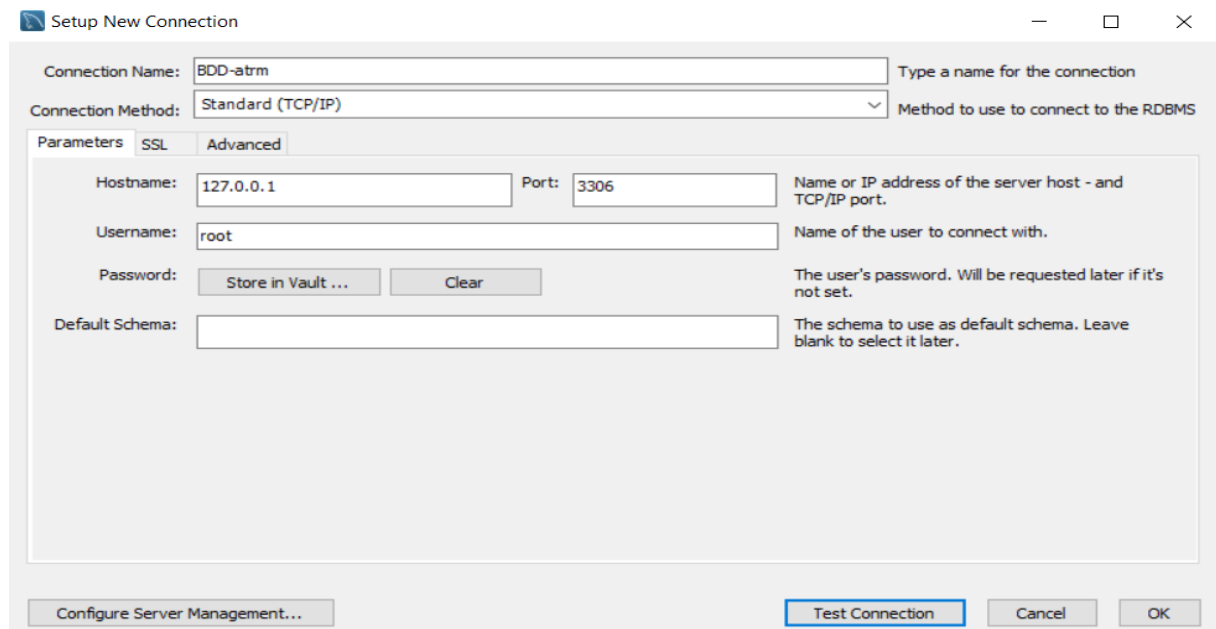 Setup New Connection
Connection Name: BDD-atrm Type a name for the connection
Connection Method: Standard (TCP/IP) Method to use to connect to the RDBMS
Parameters SSL Advanced
Hostname: 127.0.0.1 Port: 3306 Name or IP address of the server host - and
TCP/IP port.
Username: root Name of the user to connect with.
Password: Store in Vault ... Clear The user's password. Will be requested later if it's
not set.
Default Schema: The schema to use as default schema. Leave
blank to select it later.
Configure Server Management... Test Connection Cancel OK